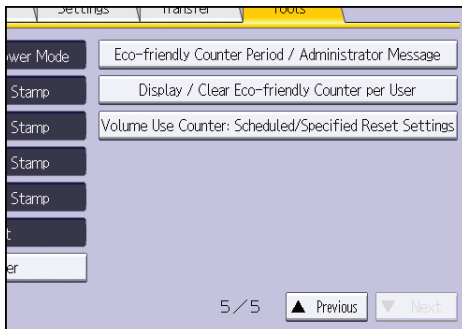 Settings Transfer Tools
ower Mode Eco-friendly Counter Period / Administrator Message
Stamp Display / Clear Eco-friendly Counter per User
Stamp Volume Use Counter: Scheduled/Specified Reset Settings
Stamp
Stamp
t
er
5/5 ▲ Previous ▼ Next